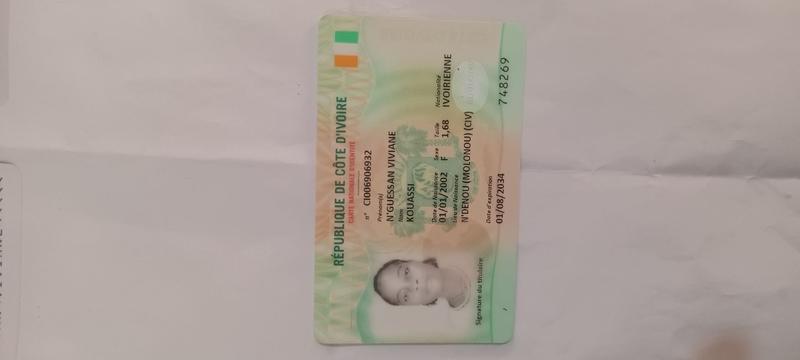 RÉPUBLIQUE DE CÔTE D'IVOIRE
CARTE NATIONALE D'IDENTITÉ
n° CI006906932
Prénom(s)
N'GUESSAN VIVIANE
Nom
KOUASSI
Date de Naissance Sexe Taille Nationalité
01/01/2002 F 1,68 IVOIRIENNE
Lieu de Naissance
N'DENOU (MOLONOU) (CIV)
Date d'expiration
01/08/2034
748269
Signature du titulaire